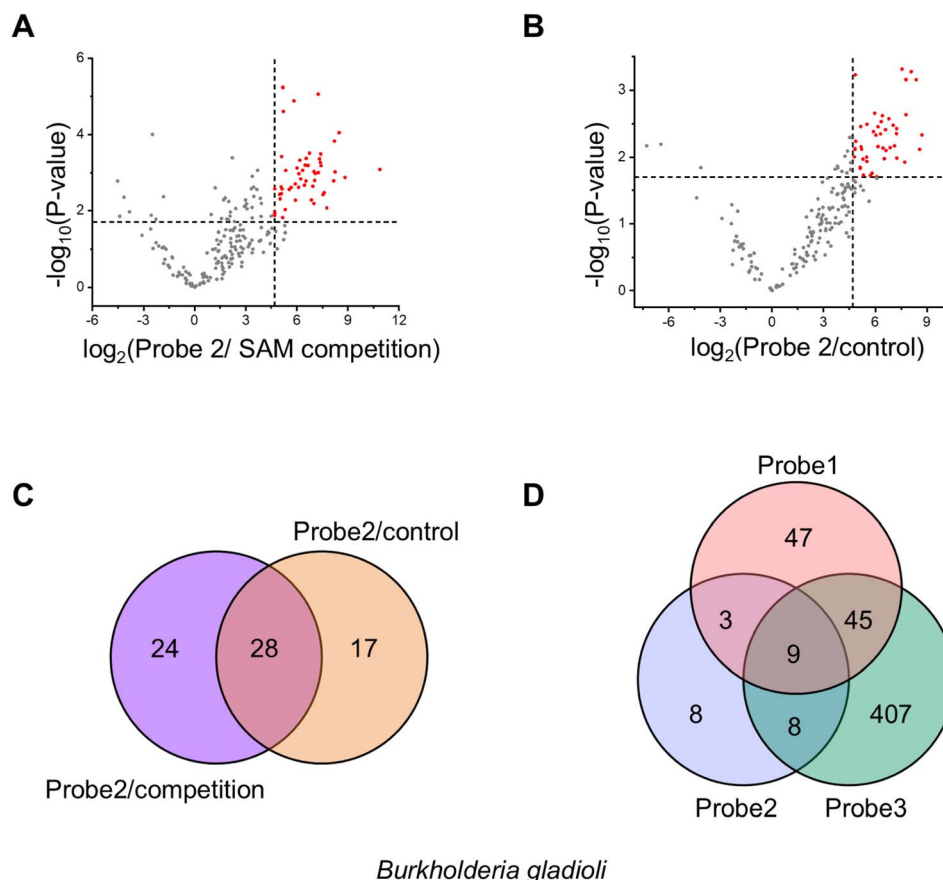 A
6
4
2
0
-log10(P-value)
-6
-3
0
3
6
9
12
log2(Probe 2/ SAM competition)
B
3
2
1
0
-log10(P-value)
-6
-3
0
3
6
9
log2(Probe 2/control)
C
Probe2/control
24
28
17
Probe2/competition
D
Probe1
47
3
45
9
8
8
407
Probe2
Probe3
Burkholderia gladioli